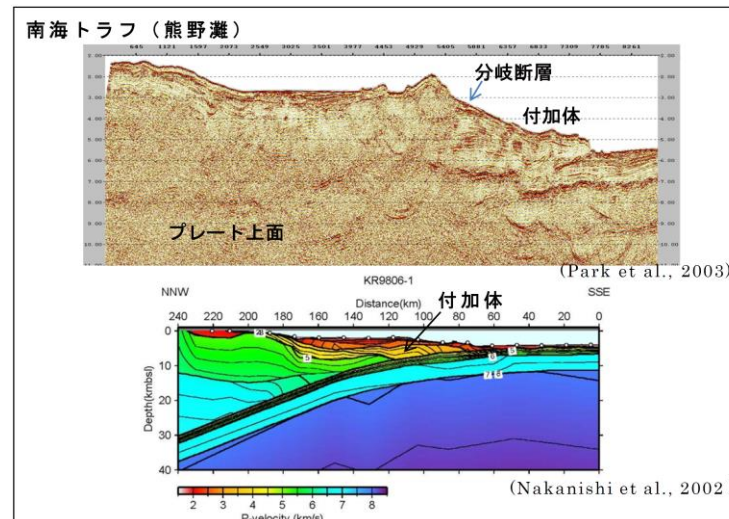 南海トラフ（熊野灘）
645 1121 1597 2073 2549 3025 3501 3977 4453 4929 5405 5881 6357 6833 7309 7785 8261
分岐断層
付加体
プレート上面
(Park et al., 2003)
KR9806-1
NNW
Distance(km)
付加体
SSE
240 220 200 180 160 140 120 100 80 60 40 20 0
0
10
20
30
40
Depth(kmbsl)
(Nakanishi et al., 2002
2 3 4 5 6 7 8
P-velocity (km/s)